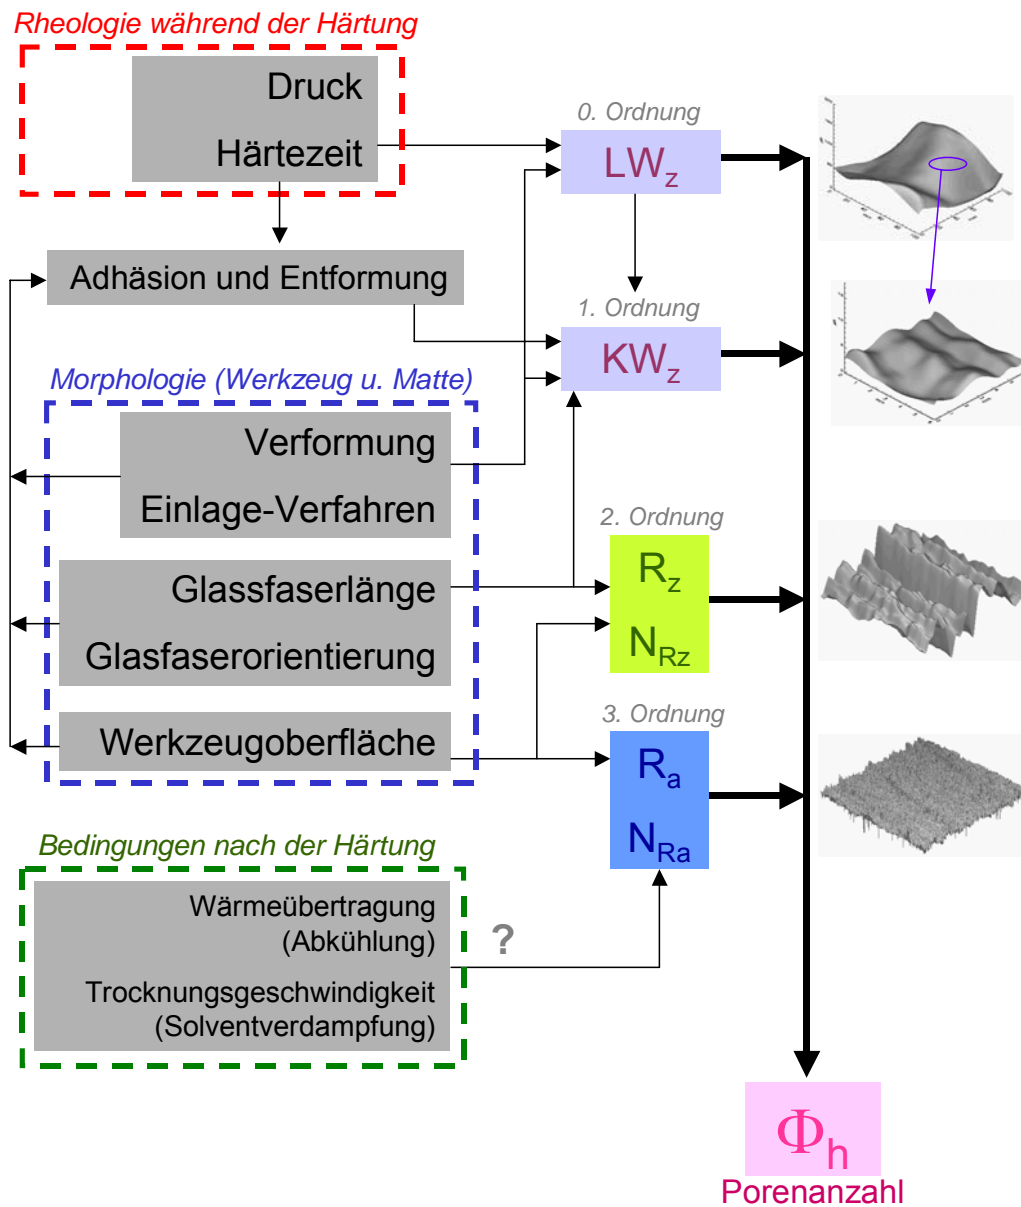 Rheologie während der Härtung
Druck
Härtezeit
0. Ordnung
LWz
Adhäsion und Entformung
1. Ordnung
KWz
Morphologie (Werkzeug u. Matte)
Verformung
Einlage-Verfahren
2. Ordnung
Rz
NRz
Glassfaserlänge
Glasfaserorientierung
3. Ordnung
Ra
NRa
Werkzeugoberfläche
Bedingungen nach der Härtung
Wärmeübertragung
(Abkühlung)
?
Trocknungsgeschwindigkeit
(Solventverdampfung)
Φh
Porenanzahl